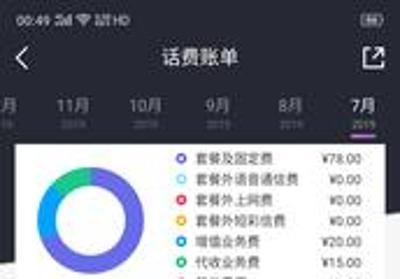 00:49 HD
话费账单
月 11月 10月 9月 8月 7月
2019 2019 2019 2019 2019
套餐及固定费 ¥78.00
套餐外语音通信费 ¥0.00
套餐外上网费 ¥0.00
套餐外短彩信费 ¥0.00
增值业务费 ¥20.00
代收业务费 ¥15.00